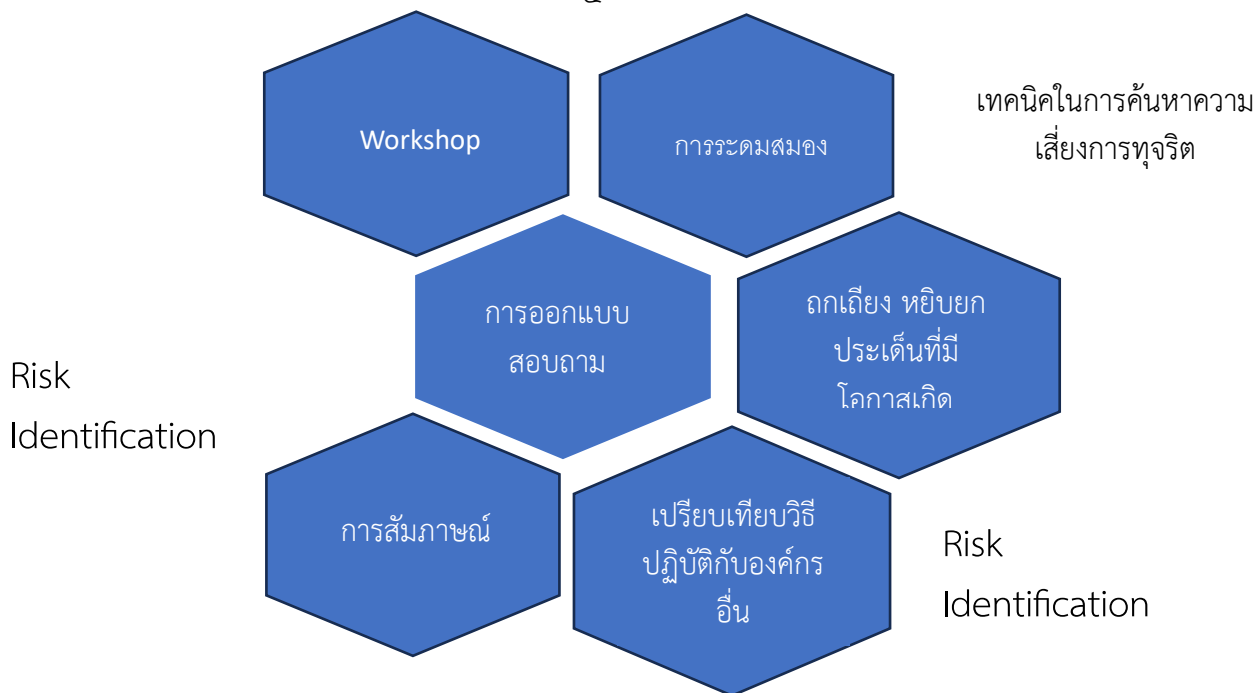 Workshop
การระดมสมอง
เทคนิคในการค้นหาความ
เสี่ยงการทุจริต
การออกแบบ
สอบถาม
ถกเถียง หยิบยก
ประเด็นที่มี
โอกาสเกิด
Risk
Identification
การสัมภาษณ์
เปรียบเทียบวิธี
ปฏิบัติกับองค์กร
อื่น
Risk
Identification